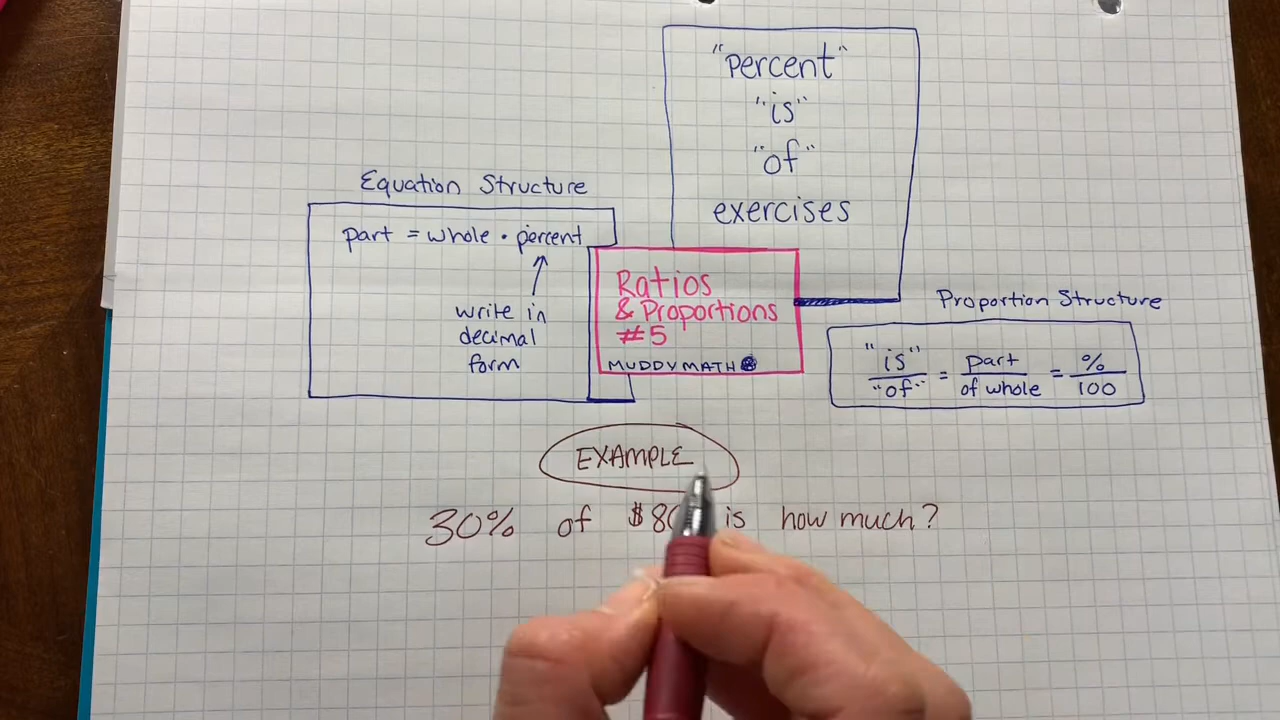 "percent"
"is"
"of"
exercises
Equation Structure
part = whole · percent
write in
decimal
form
Ratios
& Proportions
#5
MUDDYMATH
Proportion Structure
"is" / "of" = part / of whole = % / 100
EXAMPLE
30% of is how much?